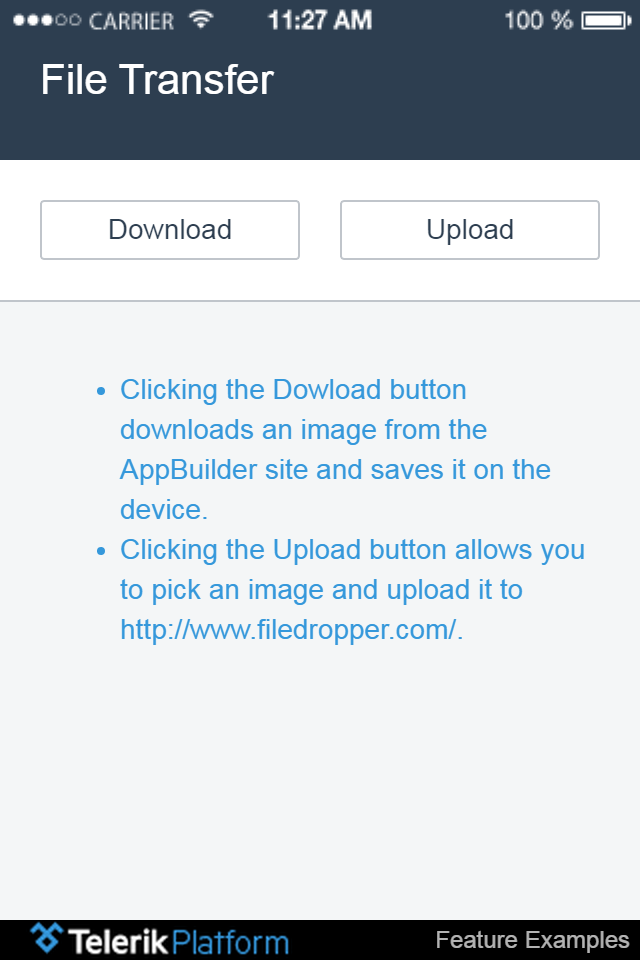 CARRIER 11:27 AM 100 %
File Transfer
Download Upload
• Clicking the Dowload button
downloads an image from the
AppBuilder site and saves it on the
device.
• Clicking the Upload button allows you
to pick an image and upload it to
http://www.filedropper.com/.
Telerik Platform Feature Examples